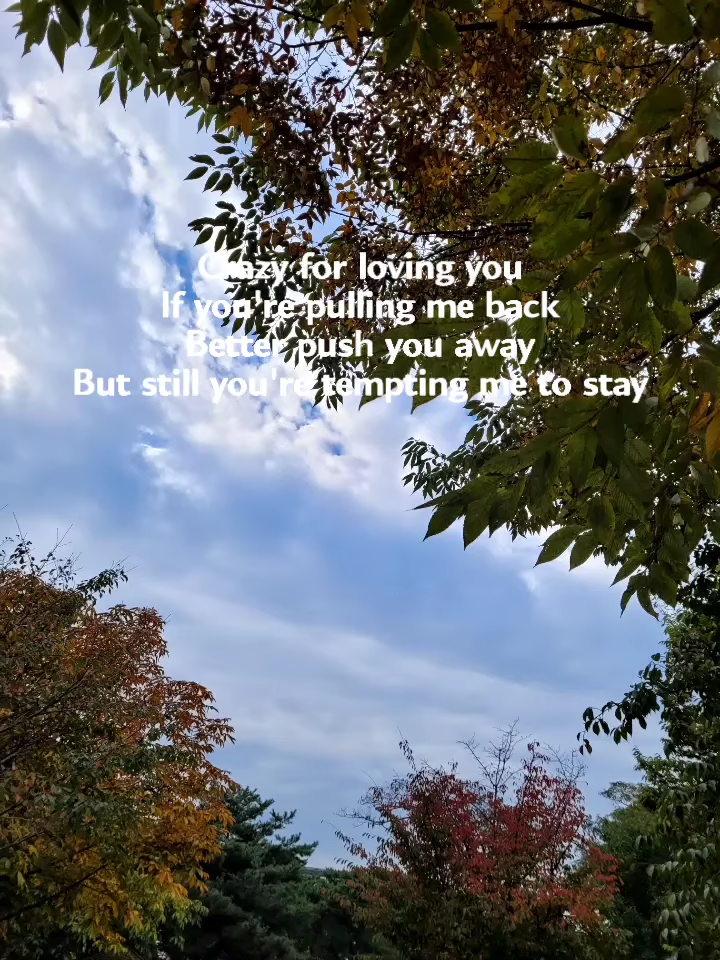 Crazy for loving you
If you're pulling me back
Better push you away
But still you're tempting me to stay